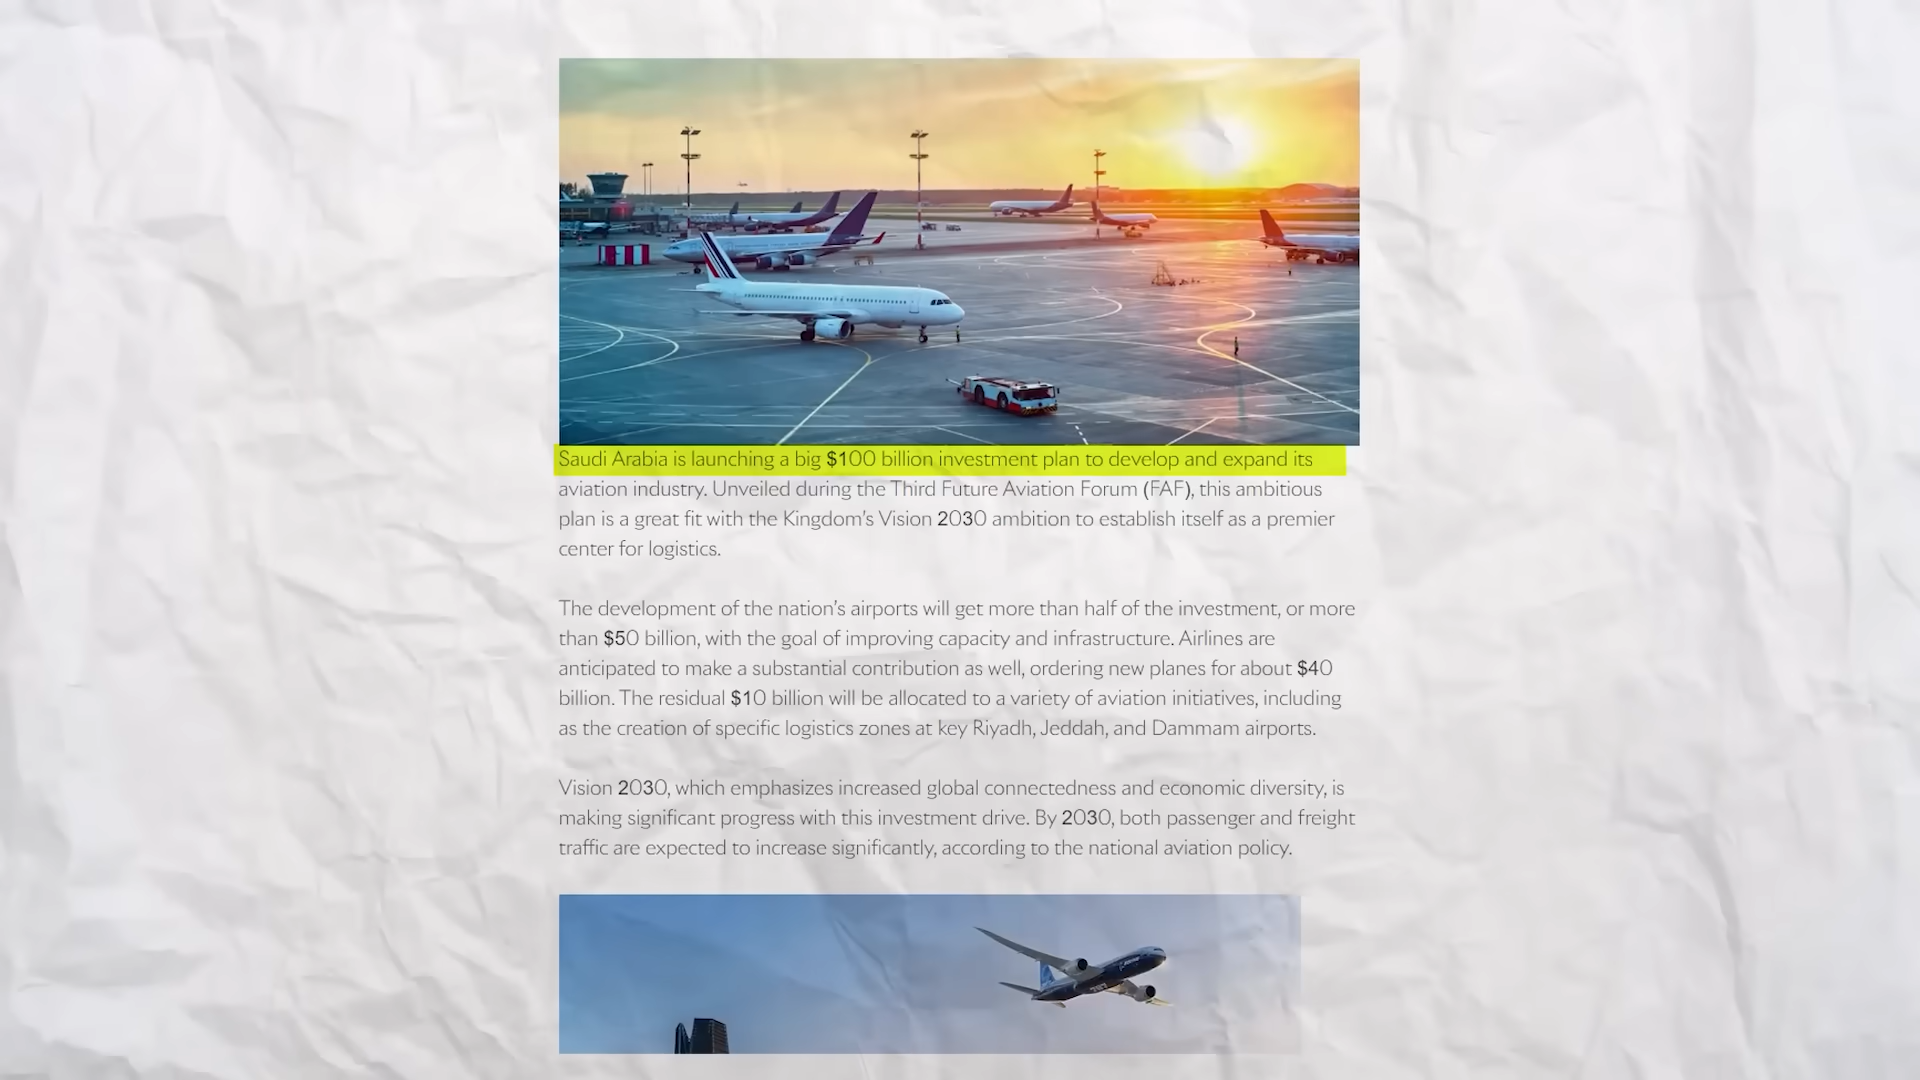 Saudi Arabia is launching a big $100 billion investment plan to develop and expand its
aviation industry. Unveiled during the Third Future Aviation Forum (FAF), this ambitious
plan is a great fit with the Kingdom's Vision 2030 ambition to establish itself as a premier
center for logistics.
The development of the nation's airports will get more than half of the investment, or more
than $50 billion, with the goal of improving capacity and infrastructure. Airlines are
anticipated to make a substantial contribution as well, ordering new planes for about $40
billion. The residual $10 billion will be allocated to a variety of aviation initiatives, including
as the creation of specific logistics zones at key Riyadh, Jeddah, and Dammam airports.
Vision 2030, which emphasizes increased global connectedness and economic diversity, is
making significant progress with this investment drive. By 2030, both passenger and freight
traffic are expected to increase significantly, according to the national aviation policy.